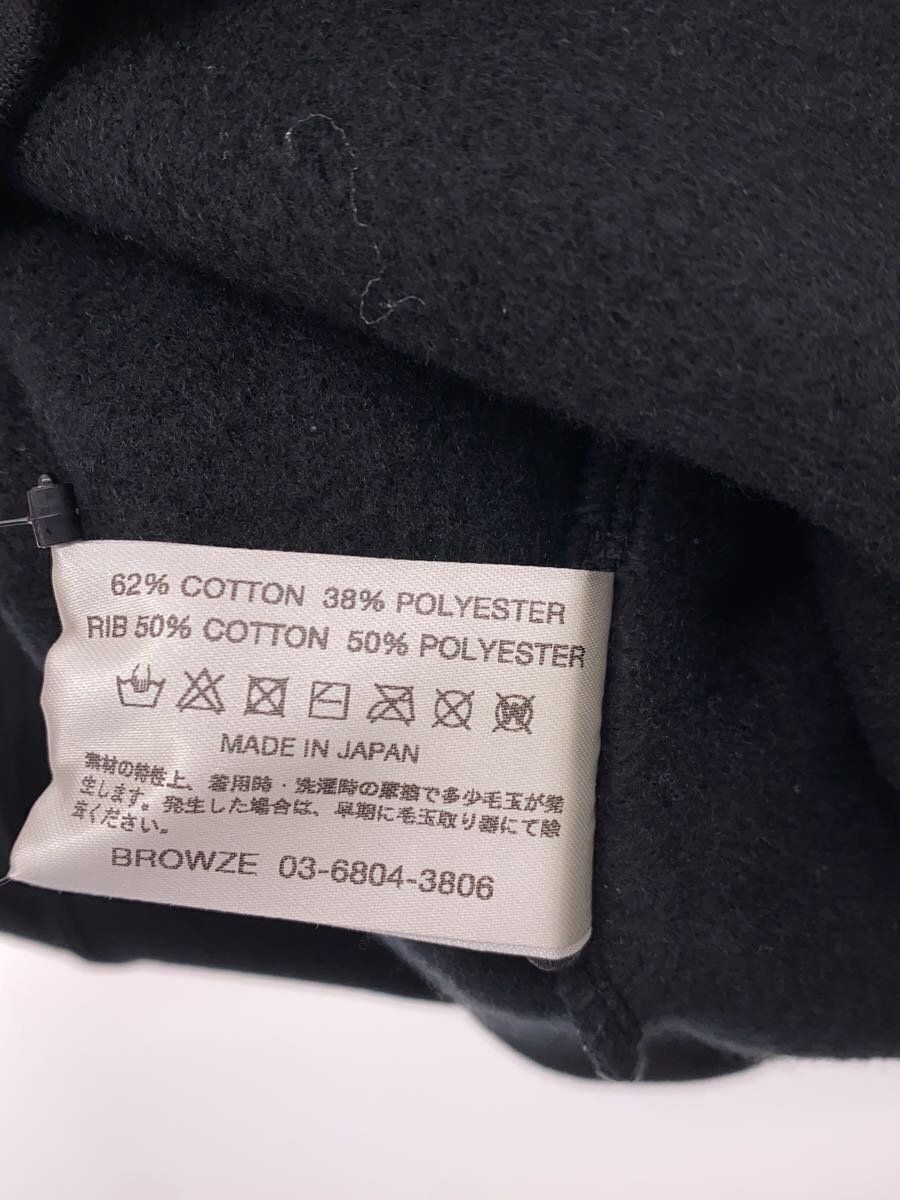 62% COTTON 38% POLYESTER
RIB 50% COTTON 50% POLYESTER
MADE IN JAPAN
素材の特性上、着用時・洗濯時の摩擦で多少毛玉が発
生します。発生した場合は、早期に毛玉取り器にて除
去ください。
BROWZE 03-6804-3806